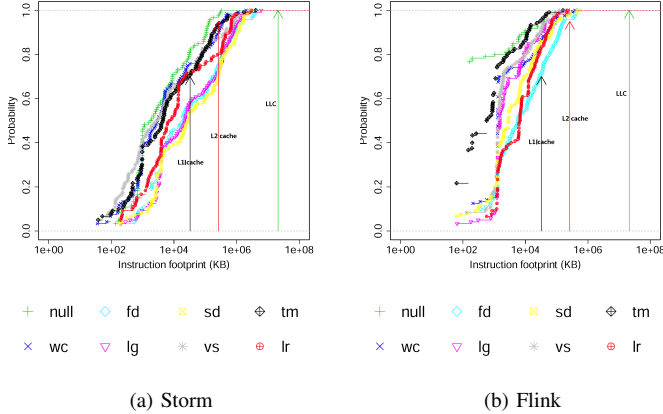 Probability
0.0 0.2 0.4 0.6 0.8 1.0
L1Icache
L2 cache
LLC
1e+00 1e+02 1e+04 1e+06 1e+08
Instruction footprint (KB)
null fd sd tm
wc lg vs lr
(a) Storm
Probability
0.0 0.2 0.4 0.6 0.8 1.0
L1Icache
L2 cache
LLC
1e+00 1e+02 1e+04 1e+06 1e+08
Instruction footprint (KB)
null fd sd tm
wc lg vs lr
(b) Flink